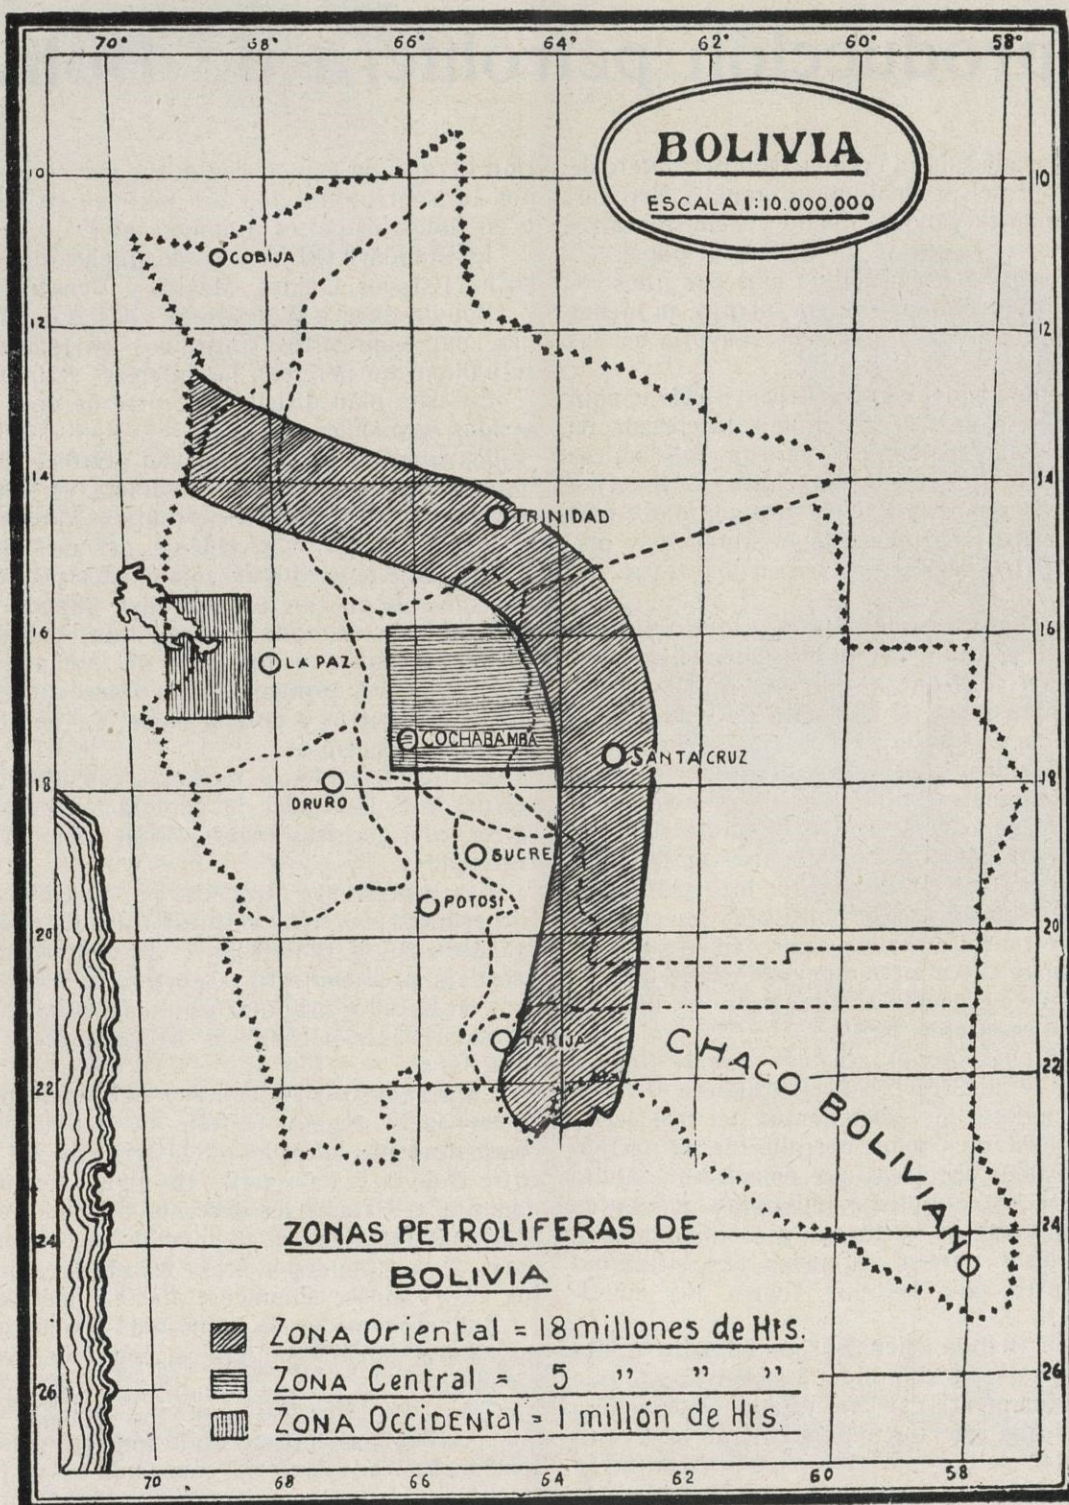 70° 68° 66° 64° 62° 60° 58°
BOLIVIA
ESCALA 1:10.000,000
10 10
COBIJA
12 12
14 14
TRINIDAD
16 16
LA PAZ
COCHABAMBA
SANTA CRUZ
18 18
ORURO
SUCRE
POTOSÍ
20 20
TARIJA
CHACO BOLIVIANO
22 22
ZONAS PETROLÍFERAS DE
BOLIVIA
24 24
ZONA Oriental = 18 millones de Hts.
ZONA Central = 5 " " "
26 26
ZONA OCCIDENtal = 1 millón de Hts.
70 68 66 64 62 60 58